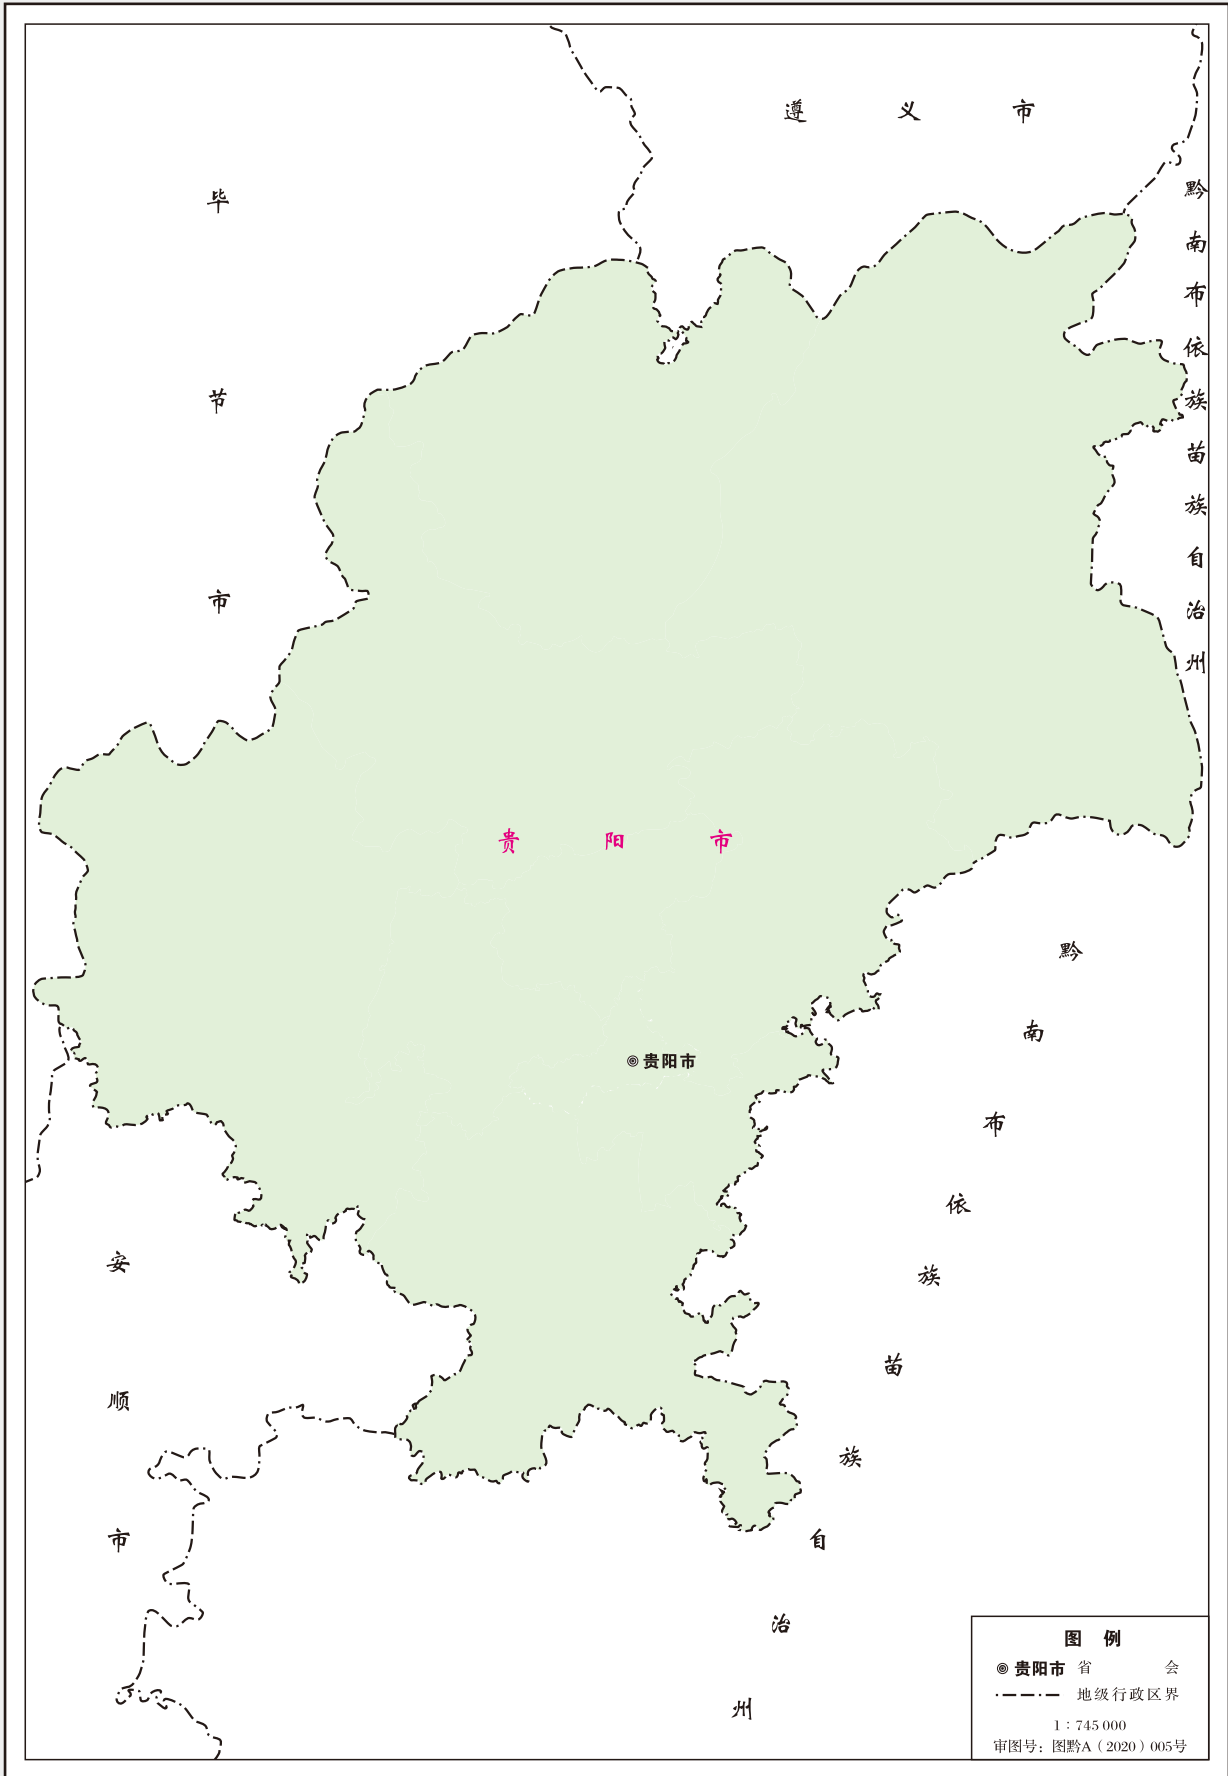 遵义市
毕节市
黔南布依族苗族自治州
贵阳市
贵阳市
黔南布依族苗族自治州
安顺市
图例
贵阳市 省会
地级行政区界
1：745 000
审图号：图黔A（2020）005号